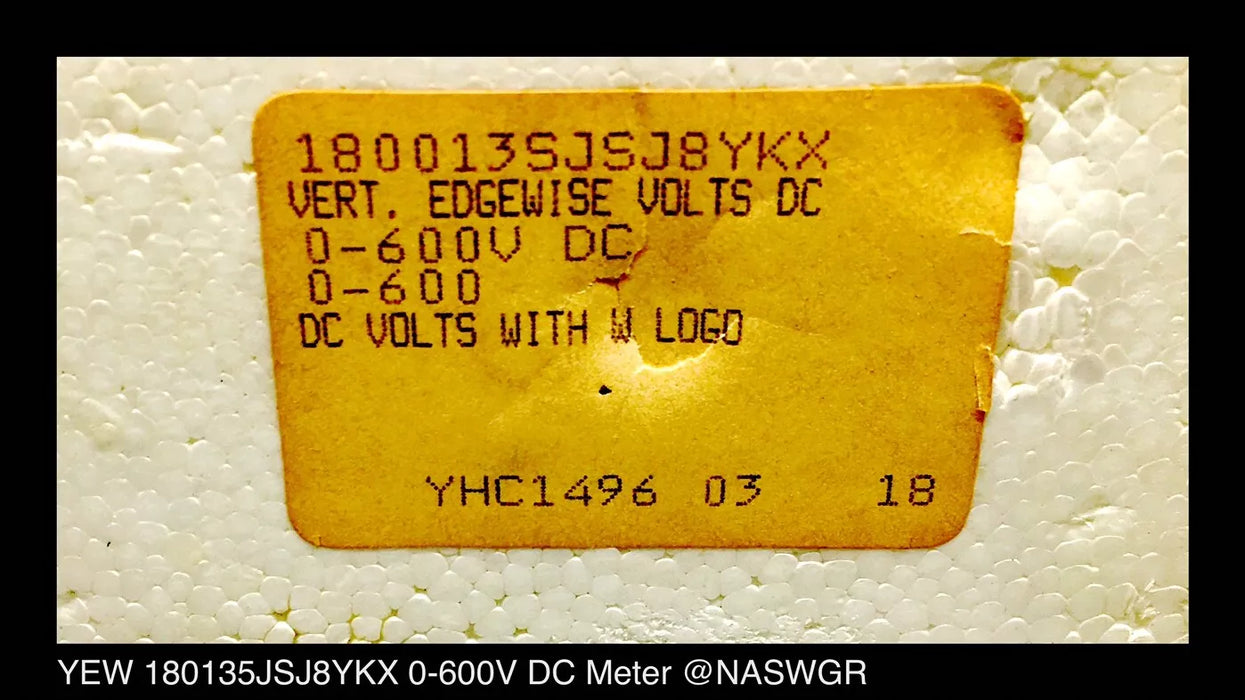 180013SJSJ8YKX
VERT. EDGEWISE VOLTS DC
0-600V DC
0-600
DC VOLTS WITH W LOGO
YHC1496 03 18
YEW 180135JSJ8YKX 0-600V DC Meter @NASWGR